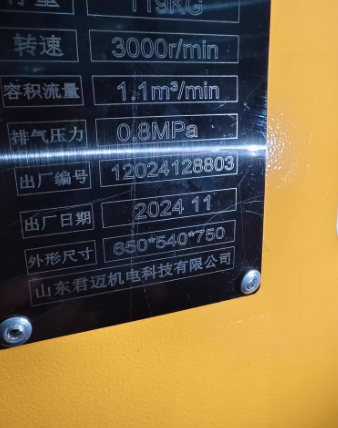 重 119KG
转速 3000r/min
容积流量 1.1m³/min
排气压力 0.8MPa
出厂编号 12024128803
出厂日期 2024 11
外形尺寸 650*540*750
山东君迈机电科技有限公司